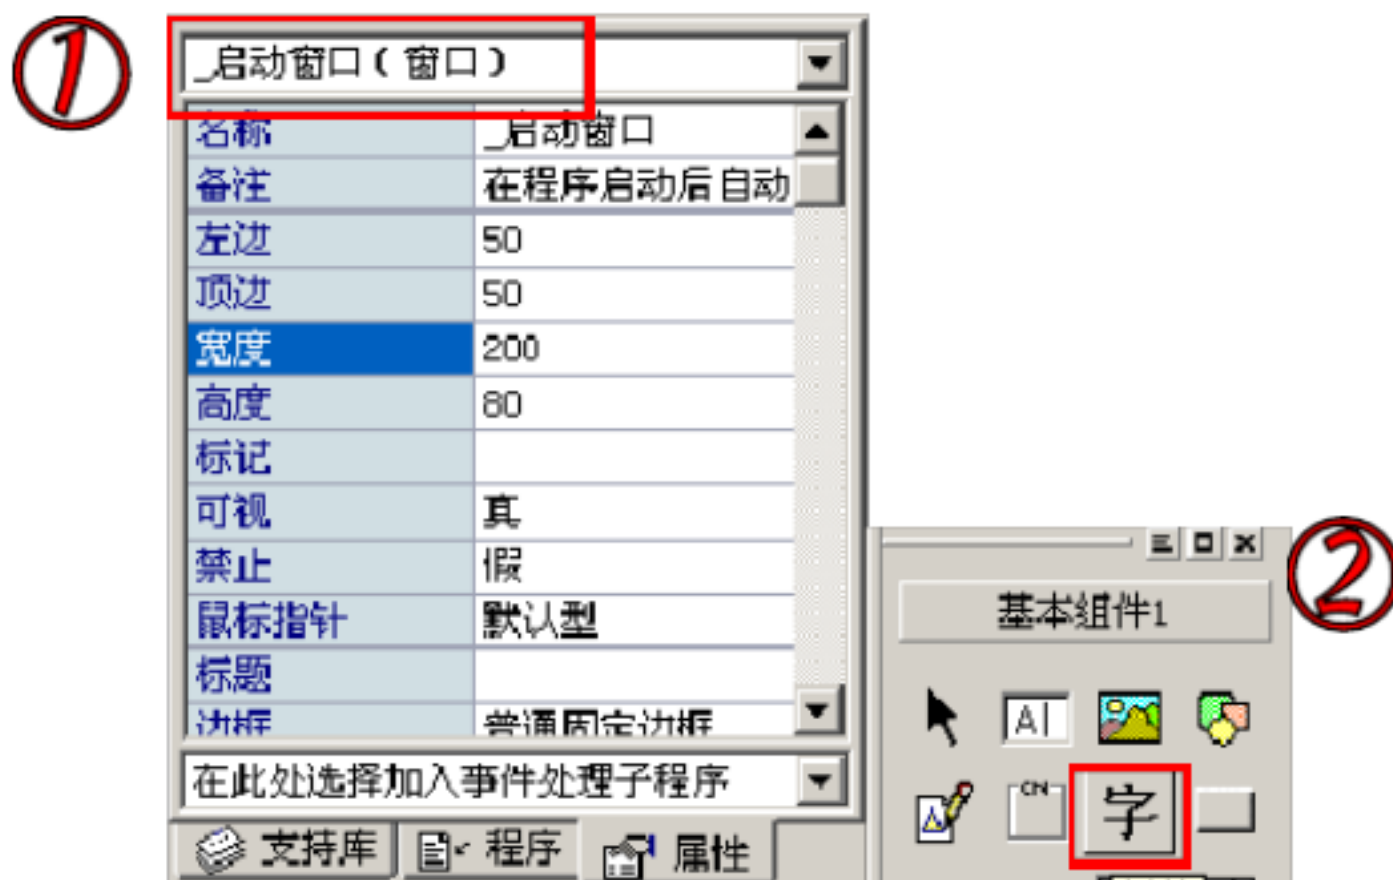 1
_启动窗口（窗口）
名称 _启动窗口
备注 在程序启动后自动
左边 50
顶边 50
宽度 200
高度 80
标记
可视 真
禁止 假
鼠标指针 默认型
标题
边框 普通固定边框
在此处选择加入事件处理子程序
支持库 程序 属性
2
基本组件1
A
CN 字